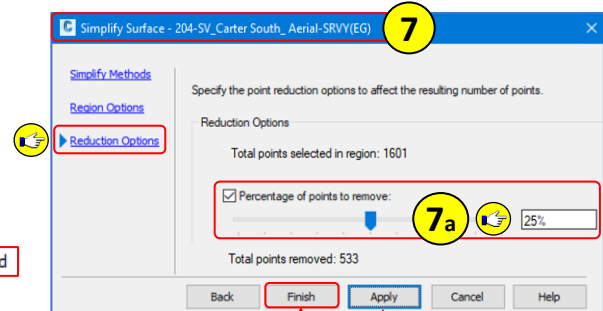 Simplify Surface - 204-SV_Carter South_ Aerial-SRVY(EG)
7
Simplify Methods
Region Options
Reduction Options
Specify the point reduction options to affect the resulting number of points.
Reduction Options
Total points selected in region: 1601
Percentage of points to remove:
7a
25%
Total points removed: 533
Back
Finish
Apply
Cancel
Help